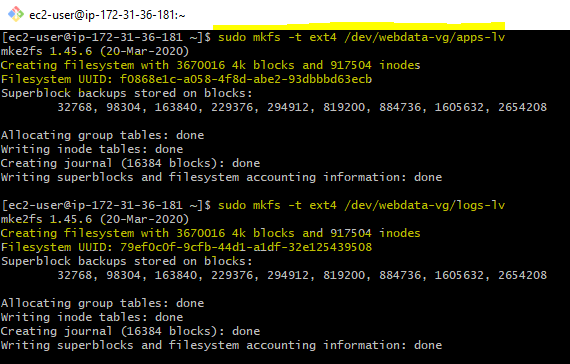 ec2-user@ip-172-31-36-181:~
[ec2-user@ip-172-31-36-181 ~]$ sudo mkfs -t ext4 /dev/webdata-vg/apps-lv
mke2fs 1.45.6 (20-Mar-2020)
Creating filesystem with 3670016 4k blocks and 917504 inodes
Filesystem UUID: f0868e1c-a058-4f8d-abe2-93dbbbd63ecb
Superblock backups stored on blocks:
32768, 98304, 163840, 229376, 294912, 819200, 884736, 1605632, 2654208
Allocating group tables: done
Writing inode tables: done
Creating journal (16384 blocks): done
Writing superblocks and filesystem accounting information: done
[ec2-user@ip-172-31-36-181 ~]$ sudo mkfs -t ext4 /dev/webdata-vg/logs-lv
mke2fs 1.45.6 (20-Mar-2020)
Creating filesystem with 3670016 4k blocks and 917504 inodes
Filesystem UUID: 79ef0c0f-9cfb-44d1-a1df-32e125439508
Superblock backups stored on blocks:
32768, 98304, 163840, 229376, 294912, 819200, 884736, 1605632, 2654208
Allocating group tables: done
Writing inode tables: done
Creating journal (16384 blocks): done
Writing superblocks and filesystem accounting information: done